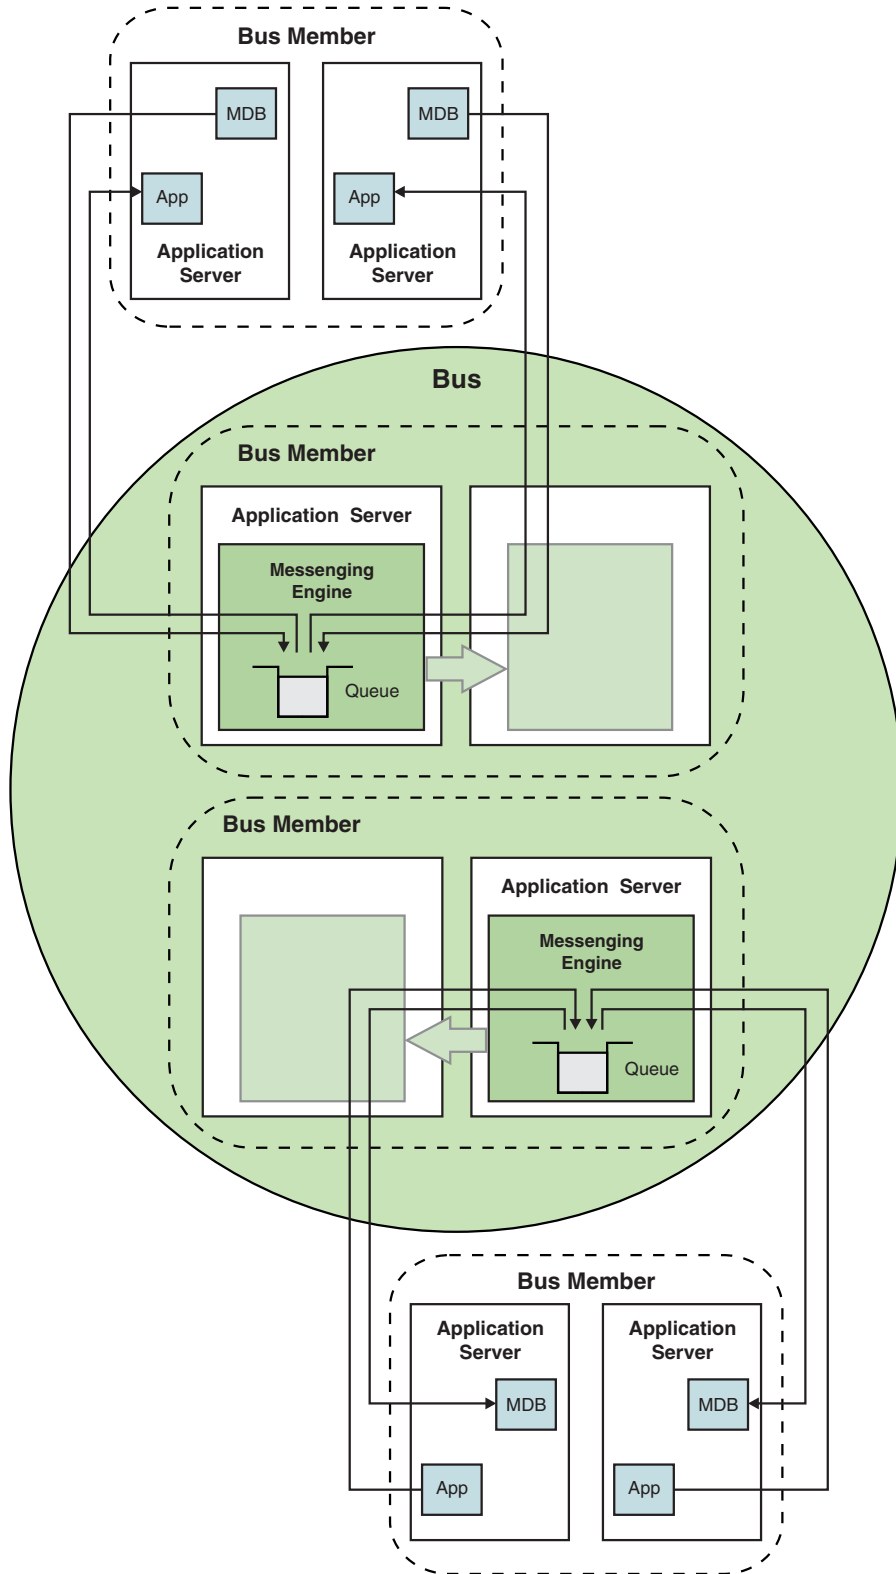 Bus Member
MDB
MDB
App
App
Application
Server
Application
Server
Bus
Bus Member
Application Server
Messenging
Engine
Queue
Bus Member
Application Server
Messenging
Engine
Queue
Bus Member
Application
Server
Application
Server
MDB
MDB
App
App